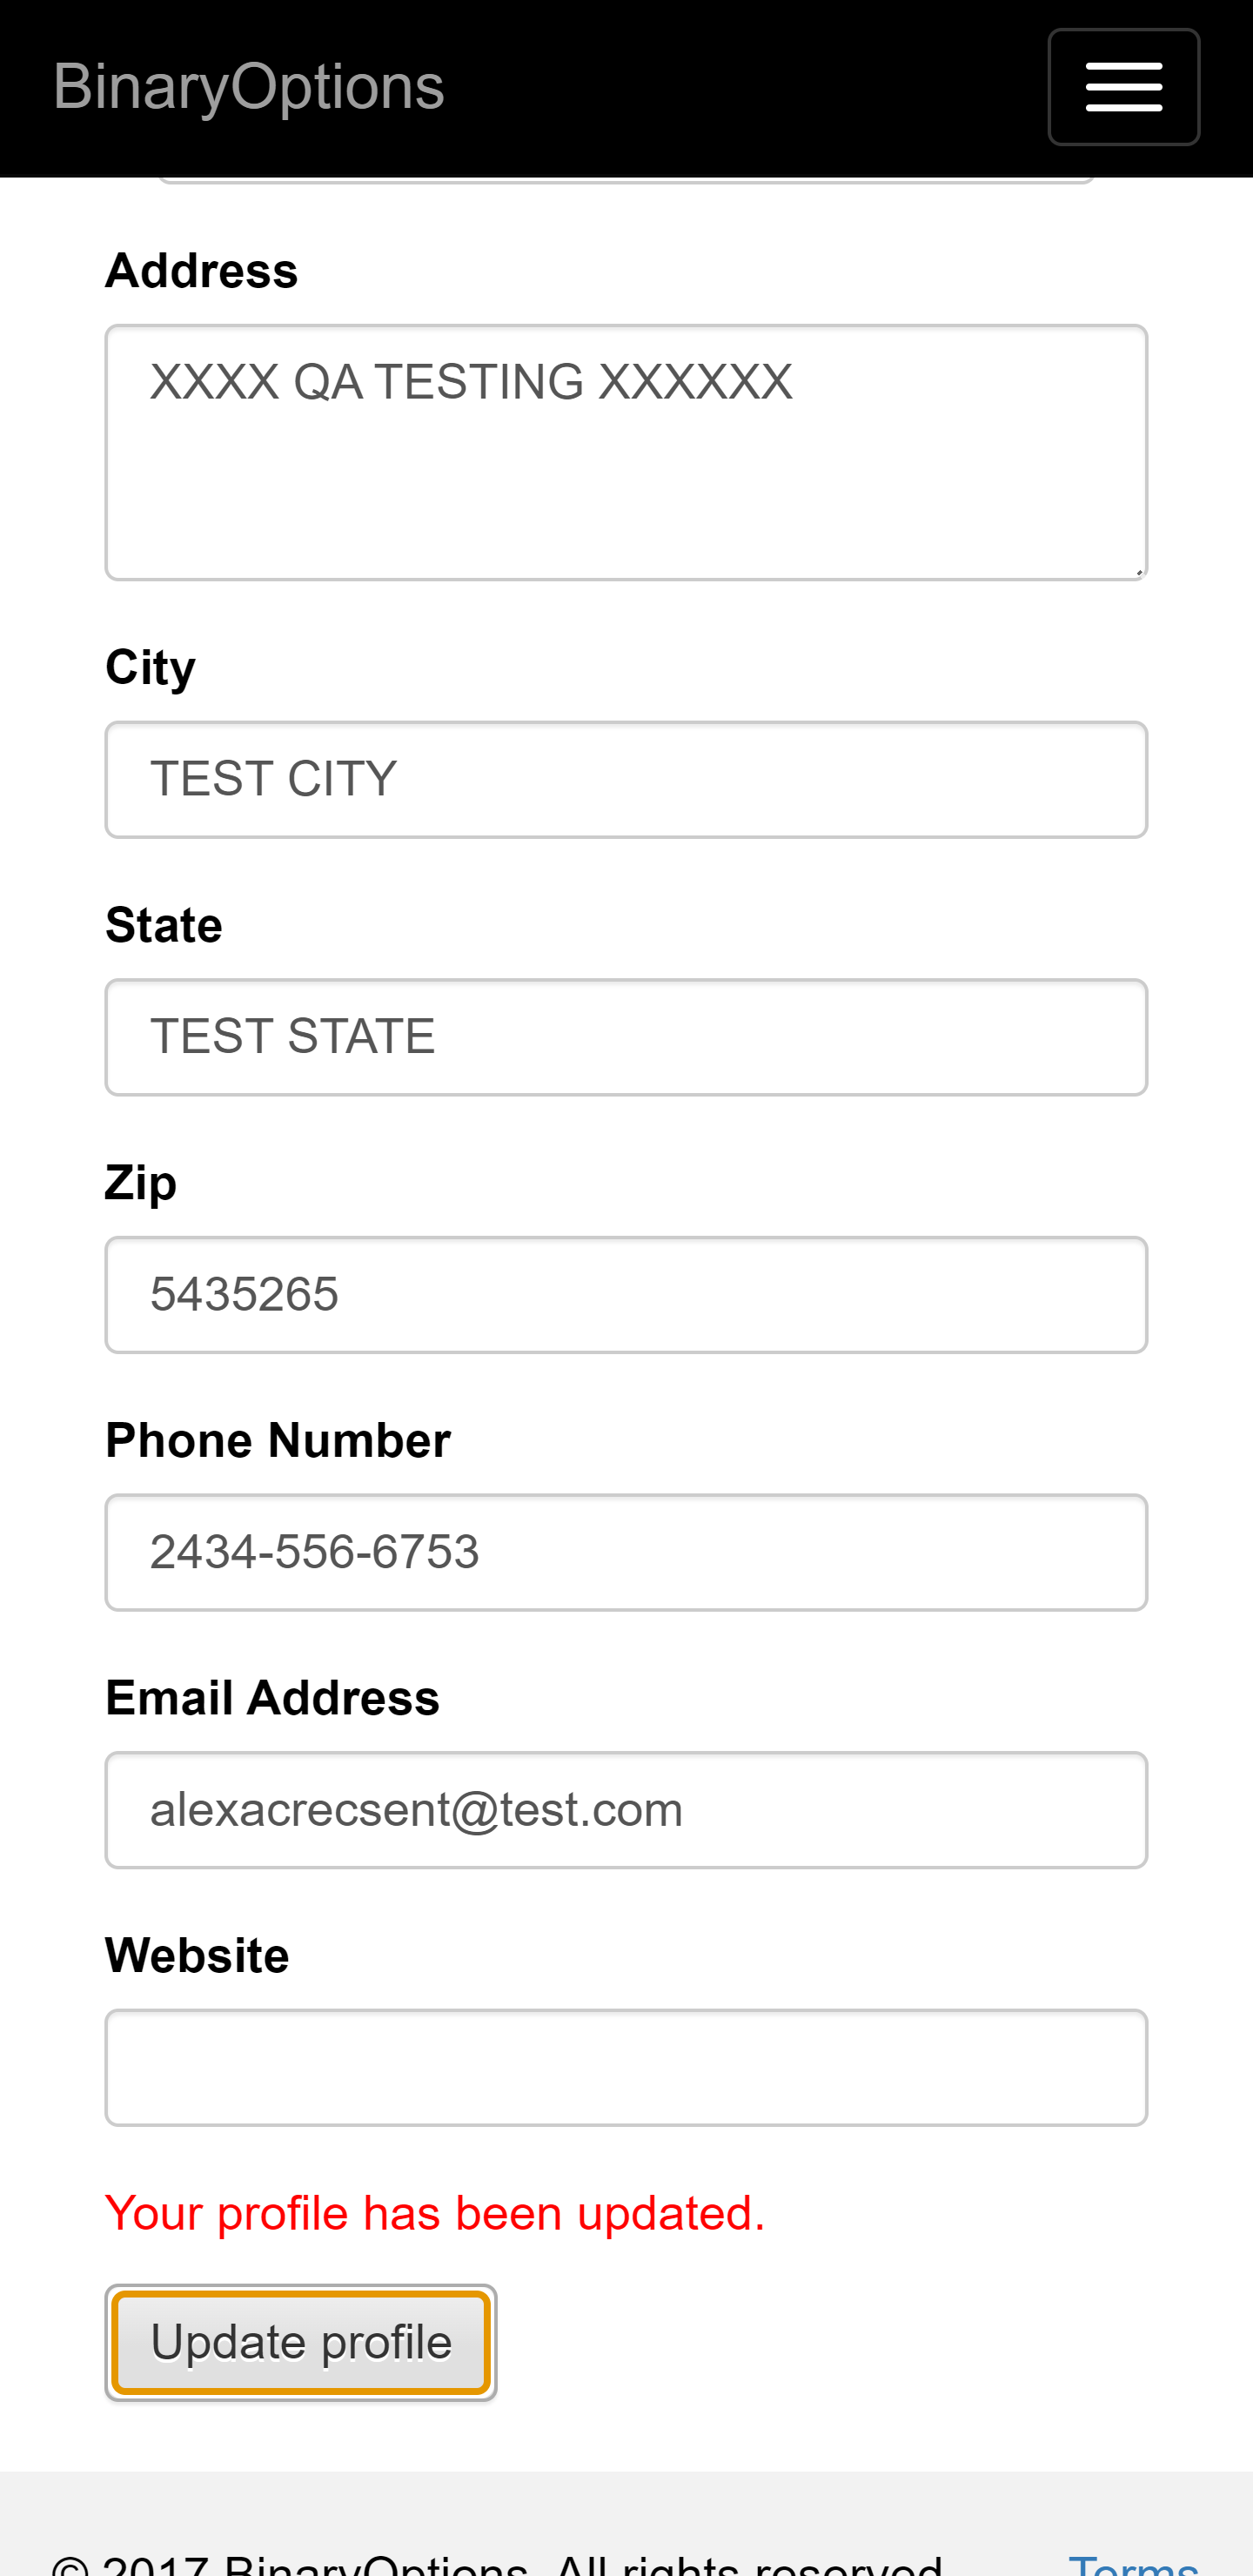 BinaryOptions
Address
XXXX QA TESTING XXXXXX
City
TEST CITY
State
TEST STATE
Zip
5435265
Phone Number
2434-556-6753
Email Address
alexacrecsent@test.com
Website
Your profile has been updated.
Update profile
© 2017 BinaryOptions. All rights reserved. Terms